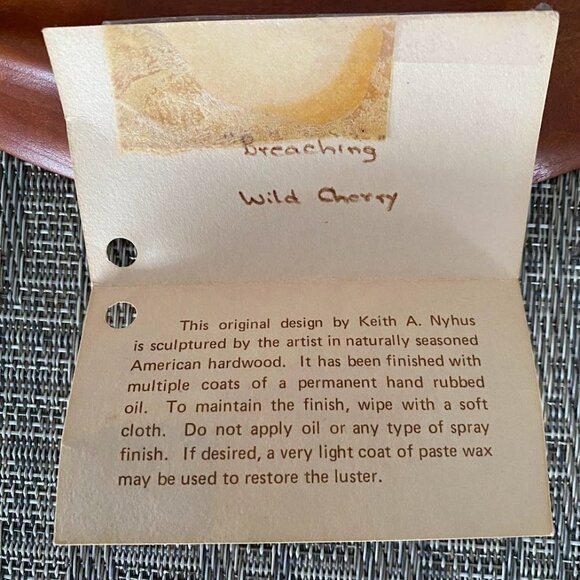 "Breaching"
Wild Cherry
This original design by Keith A. Nyhus
is sculptured by the artist in naturally seasoned
American hardwood. It has been finished with
multiple coats of a permanent hand rubbed
oil. To maintain the finish, wipe with a soft
cloth. Do not apply oil or any type of spray
finish. If desired, a very light coat of paste wax
may be used to restore the luster.